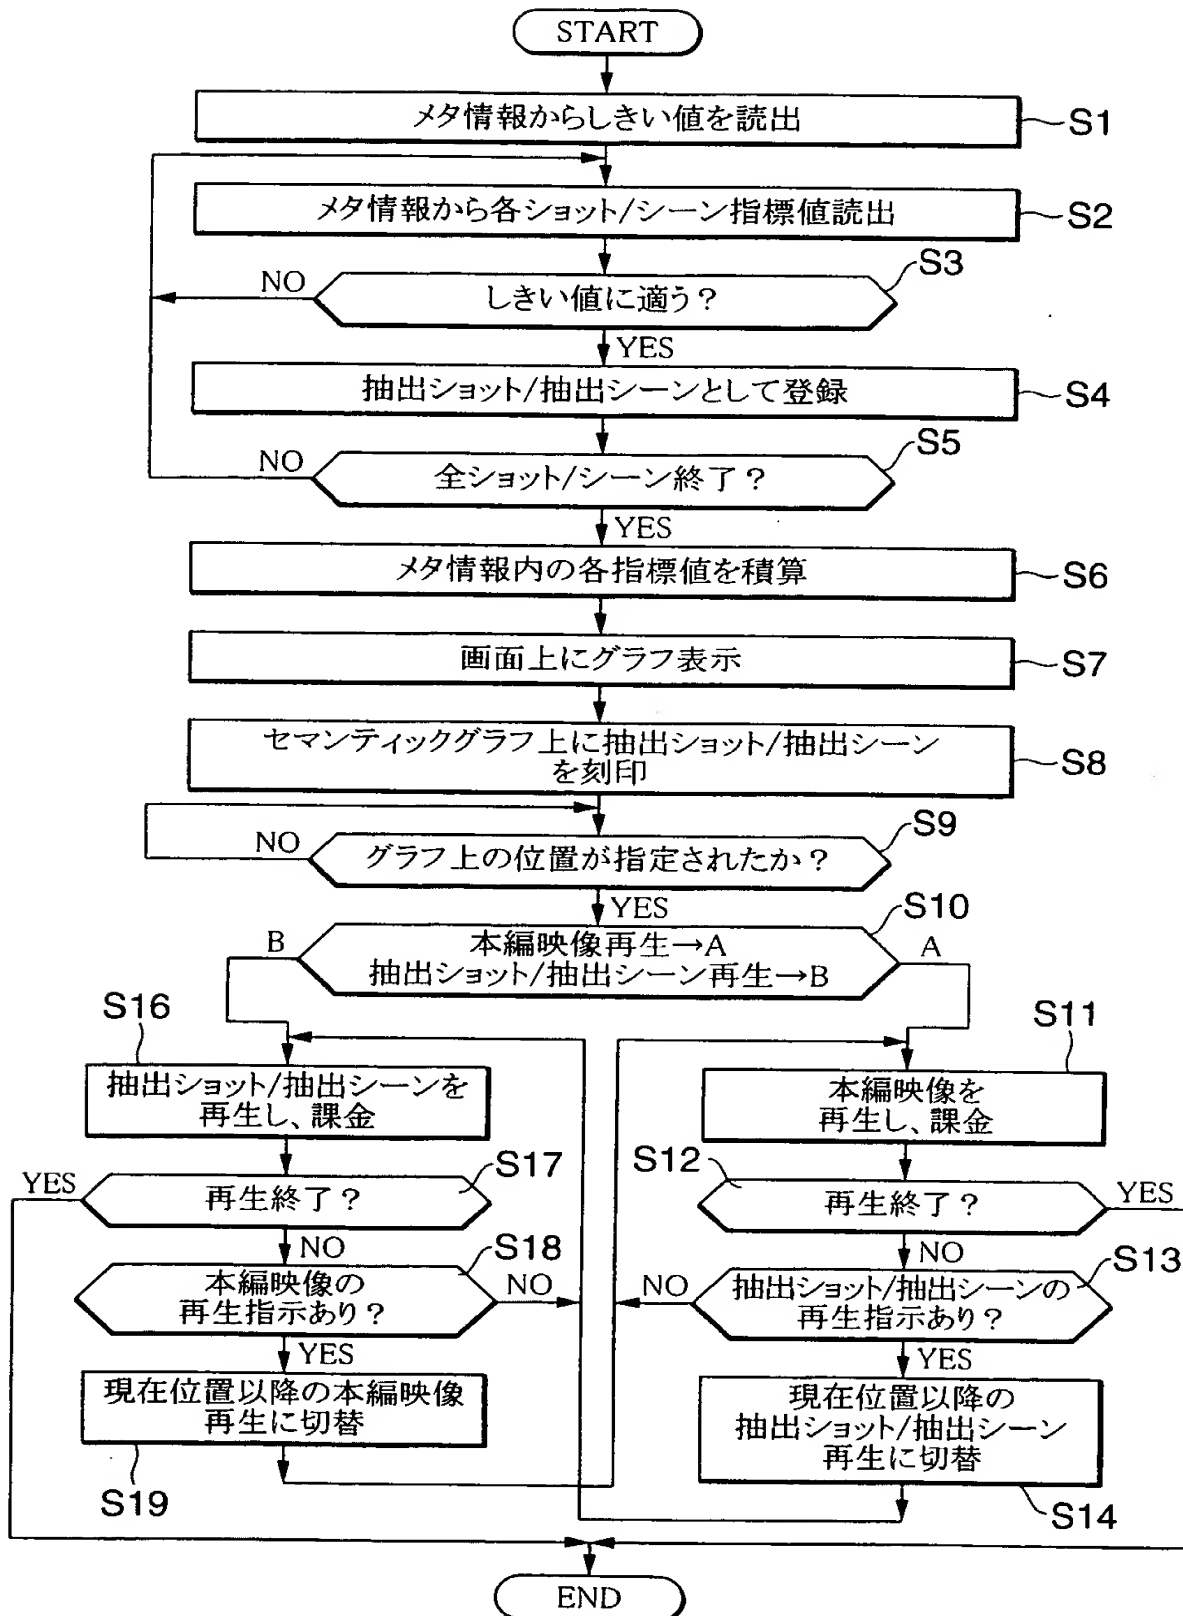 START
メタ情報からしきい値を読出
S1
メタ情報から各ショット/シーン指標値読出
S2
S3
NO
しきい値に適う?
YES
抽出ショット/抽出シーンとして登録
S4
S5
NO
全ショット/シーン終了?
YES
メタ情報内の各指標値を積算
S6
画面上にグラフ表示
S7
セマンティックグラフ上に抽出ショット/抽出シーン
を刻印
S8
S9
NO
グラフ上の位置が指定されたか?
YES
S10
B
本編映像再生→A
抽出ショット/抽出シーン再生→B
A
S16
抽出ショット/抽出シーンを
再生し、課金
S11
本編映像を
再生し、課金
S17
YES
再生終了?
NO
S12
再生終了?
YES
NO
S18
本編映像の
再生指示あり?
NO
YES
S13
NO
抽出ショット/抽出シーンの
再生指示あり?
YES
現在位置以降の本編映像
再生に切替
S19
現在位置以降の
抽出ショット/抽出シーン
再生に切替
S14
END